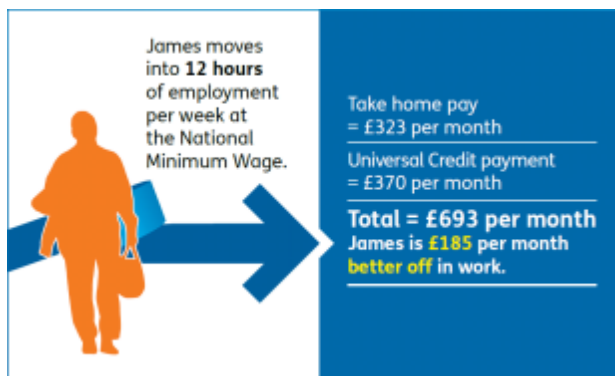 James moves
into 12 hours
of employment
per week at
the National
Minimum Wage.
Take home pay
= £323 per month
Universal Credit payment
= £370 per month
Total = £693 per month
James is £185 per month
better off in work.